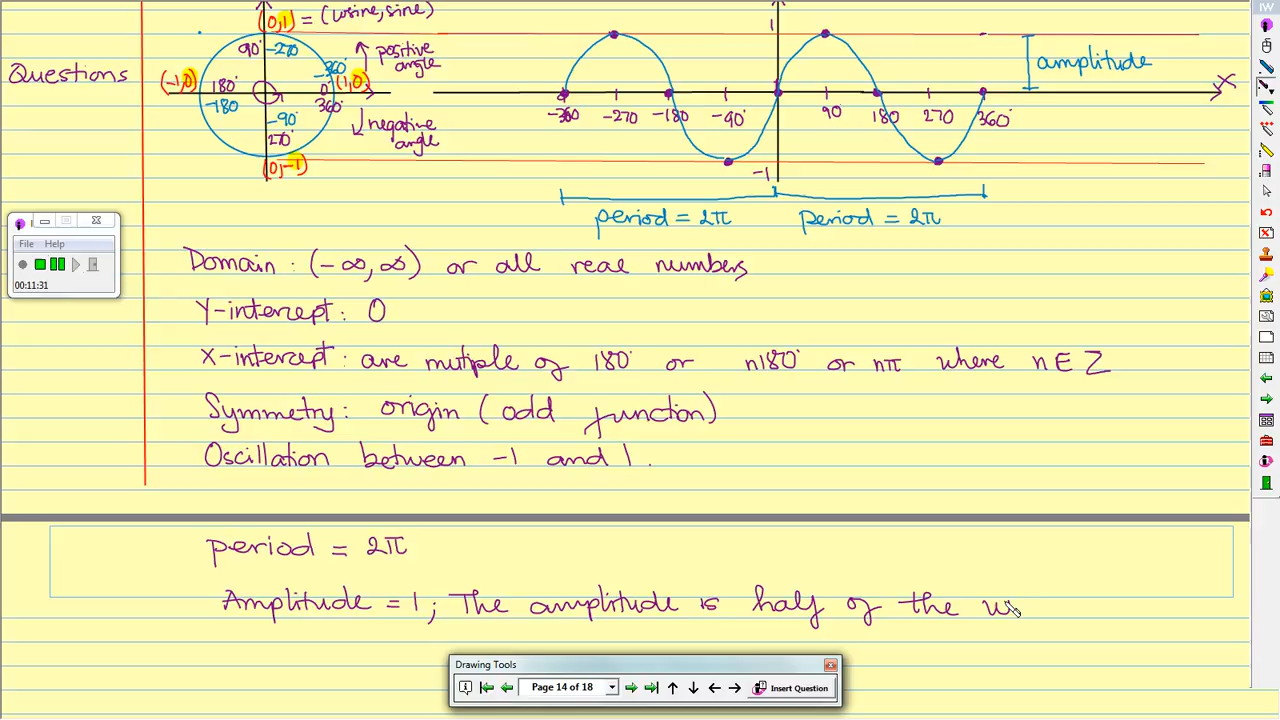 (0,1) = (cosine, sine)
1
90° -270°
positive
angle
amplitude
Questions
-360°
(-1,0) 180° 0° (1,0)
X
-180 360°
-90°
270°
negative
angle
-360 -270° -180° -90° 90° 180 270 360°
(0,-1)
-1
period = 2π period = 2π
File Help
00:11:31
Domain : (-∞,∞) or all real numbers
Y-intercept: 0
X-intercept: are mutiple of 180° or n180° or nπ where n∈Z
Symmetry: origin (odd function)
Oscillation between -1 and 1.
period = 2π
Amplitude = 1; The amplitude is half of the
Drawing Tools
Page 14 of 18 Insert Question